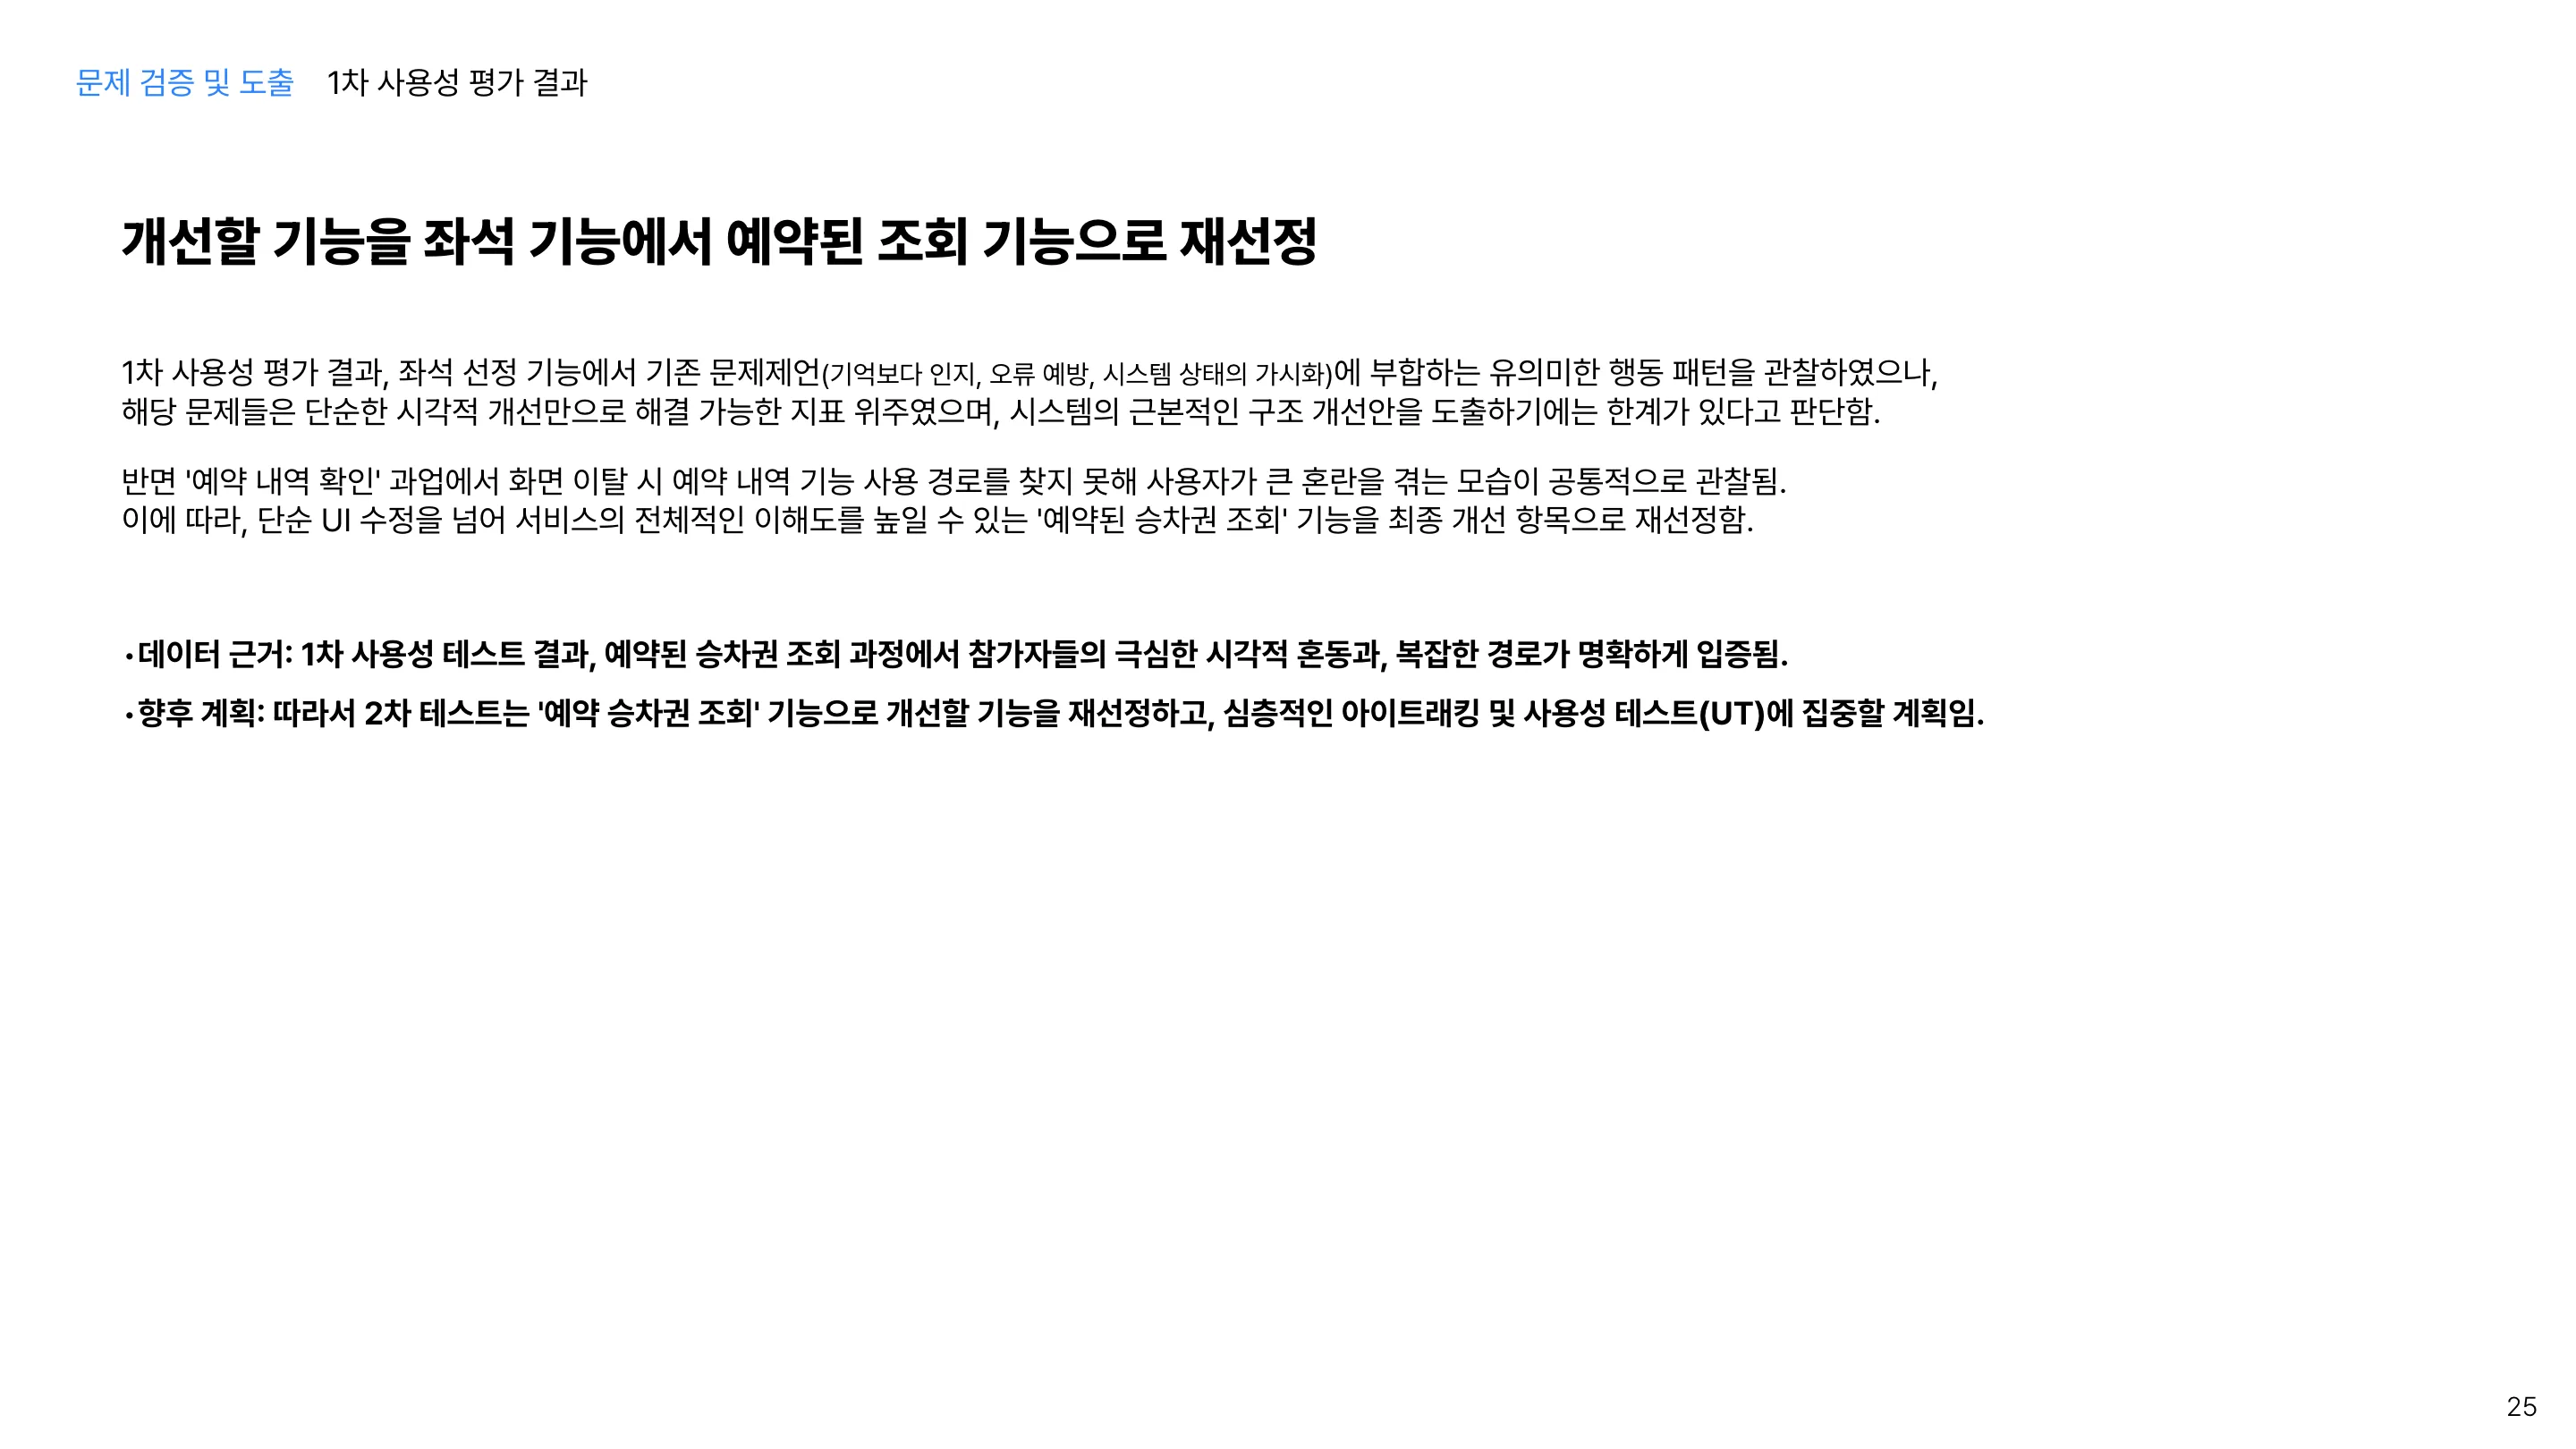 문제 검증 및 도출 1차 사용성 평가 결과
개선할 기능을 좌석 기능에서 예약된 조회 기능으로 재선정
1차 사용성 평가 결과, 좌석 선정 기능에서 기존 문제제언(기억보다 인지, 오류 예방, 시스템 상태의 가시화)에 부합하는 유의미한 행동 패턴을 관찰하였으나,
해당 문제들은 단순한 시각적 개선만으로 해결 가능한 지표 위주였으며, 시스템의 근본적인 구조 개선안을 도출하기에는 한계가 있다고 판단함.
반면 '예약 내역 확인' 과업에서 화면 이탈 시 예약 내역 기능 사용 경로를 찾지 못해 사용자가 큰 혼란을 겪는 모습이 공통적으로 관찰됨.
이에 따라, 단순 UI 수정을 넘어 서비스의 전체적인 이해도를 높일 수 있는 '예약된 승차권 조회' 기능을 최종 개선 항목으로 재선정함.
•데이터 근거: 1차 사용성 테스트 결과, 예약된 승차권 조회 과정에서 참가자들의 극심한 시각적 혼동과, 복잡한 경로가 명확하게 입증됨.
•향후 계획: 따라서 2차 테스트는 '예약 승차권 조회' 기능으로 개선할 기능을 재선정하고, 심층적인 아이트래킹 및 사용성 테스트(UT)에 집중할 계획임.
25